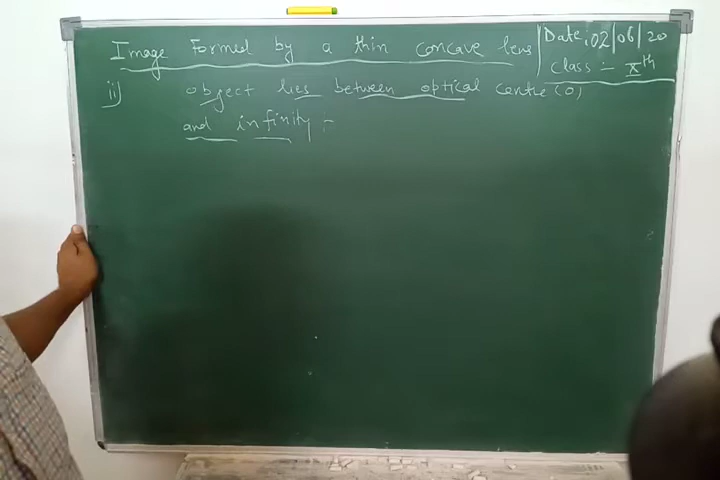 Image Formed by a thin concave lens
Date:02/06/20
class :- Xth
ii) object lies between optical centre (O)
and infinity :-